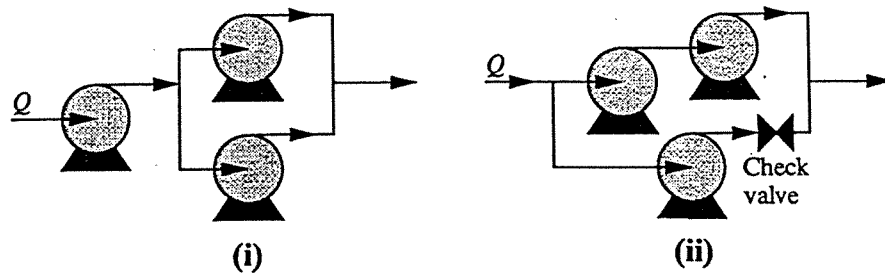 Q
Q
Check
valve
(i)
(ii)